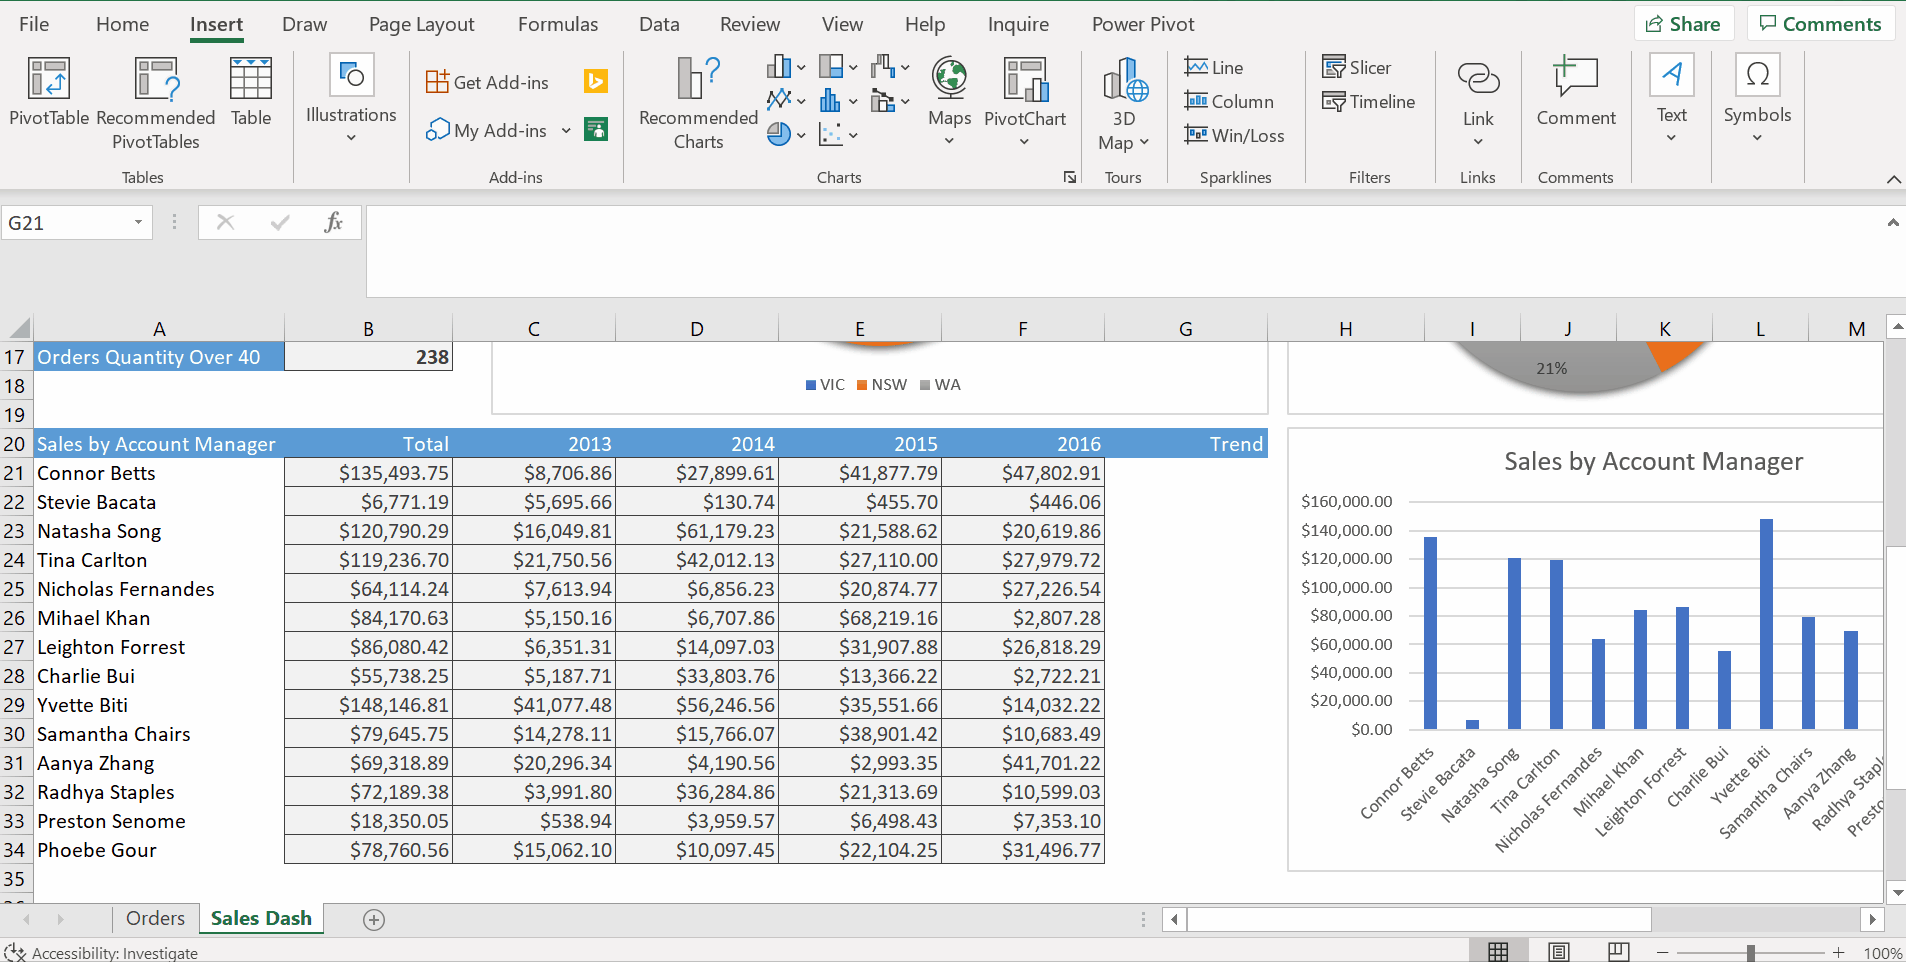 File Home Insert Draw Page Layout Formulas Data Review View Help Inquire Power Pivot Share Comments
PivotTable Recommended PivotTables Table
Tables
Illustrations
Get Add-ins
My Add-ins
Add-ins
Recommended Charts
Maps PivotChart
Charts
3D Map
Tours
Line
Column
Win/Loss
Sparklines
Slicer
Timeline
Filters
Link
Links
Comment
Comments
Text
Symbols
G21 fx
A B C D E F G H I J K L M
17 Orders Quantity Over 40 238
VIC NSW WA
21%
18
19
20 Sales by Account Manager Total 2013 2014 2015 2016 Trend
21 Connor Betts $135,493.75 $8,706.86 $27,899.61 $41,877.79 $47,802.91
22 Stevie Bacata $6,771.19 $5,695.66 $130.74 $455.70 $446.06
23 Natasha Song $120,790.29 $16,049.81 $61,179.23 $21,588.62 $20,619.86
24 Tina Carlton $119,236.70 $21,750.56 $42,012.13 $27,110.00 $27,979.72
25 Nicholas Fernandes $64,114.24 $7,613.94 $6,856.23 $20,874.77 $27,226.54
26 Mihael Khan $84,170.63 $5,150.16 $6,707.86 $68,219.16 $2,807.28
27 Leighton Forrest $86,080.42 $6,351.31 $14,097.03 $31,907.88 $26,818.29
28 Charlie Bui $55,738.25 $5,187.71 $33,803.76 $13,366.22 $2,722.21
29 Yvette Biti $148,146.81 $41,077.48 $56,246.56 $35,551.66 $14,032.22
30 Samantha Chairs $79,645.75 $14,278.11 $15,766.07 $38,901.42 $10,683.49
31 Aanya Zhang $69,318.89 $20,296.34 $4,190.56 $2,993.35 $41,701.22
32 Radhya Staples $72,189.38 $3,991.80 $36,284.86 $21,313.69 $10,599.03
33 Preston Senome $18,350.05 $538.94 $3,959.57 $6,498.43 $7,353.10
34 Phoebe Gour $78,760.56 $15,062.10 $10,097.45 $22,104.25 $31,496.77
35
Sales by Account Manager
$160,000.00
$140,000.00
$120,000.00
$100,000.00
$80,000.00
$60,000.00
$40,000.00
$20,000.00
$0.00
Connor Betts
Stevie Bacata
Natasha Song
Tina Carlton
Nicholas Fernandes
Mihael Khan
Leighton Forrest
Charlie Bui
Yvette Biti
Samantha Chairs
Aanya Zhang
Radhya Stapl
Presto
Orders Sales Dash
Accessibility: Investigate 100%